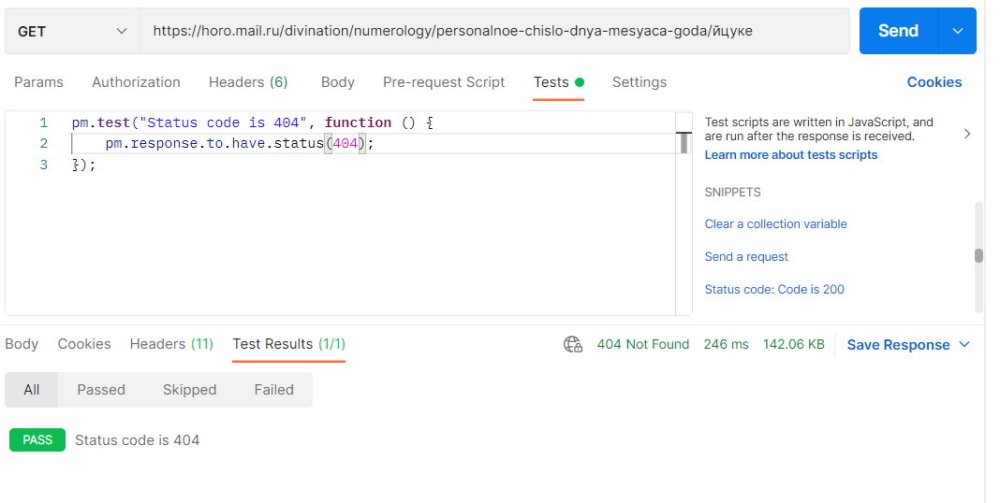 GET https://horo.mail.ru/divination/numerology/personalnoe-chislo-dnya-mesyaca-goda/йцуке Send
Params Authorization Headers (6) Body Pre-request Script Tests Settings Cookies
1 pm.test("Status code is 404", function () {
2 pm.response.to.have.status(404);
3 });
Test scripts are written in JavaScript, and
are run after the response is received.
Learn more about tests scripts
SNIPPETS
Clear a collection variable
Send a request
Status code: Code is 200
Body Cookies Headers (11) Test Results (1/1) 404 Not Found 246 ms 142.06 KB Save Response
All Passed Skipped Failed
PASS Status code is 404